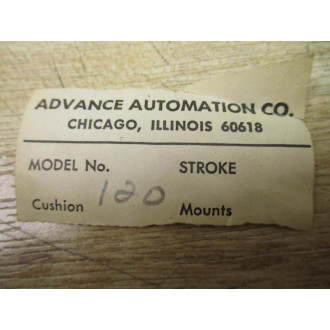 ADVANCE AUTOMATION CO.
CHICAGO, ILLINOIS 60618
MODEL No. STROKE
Cushion 120 Mounts